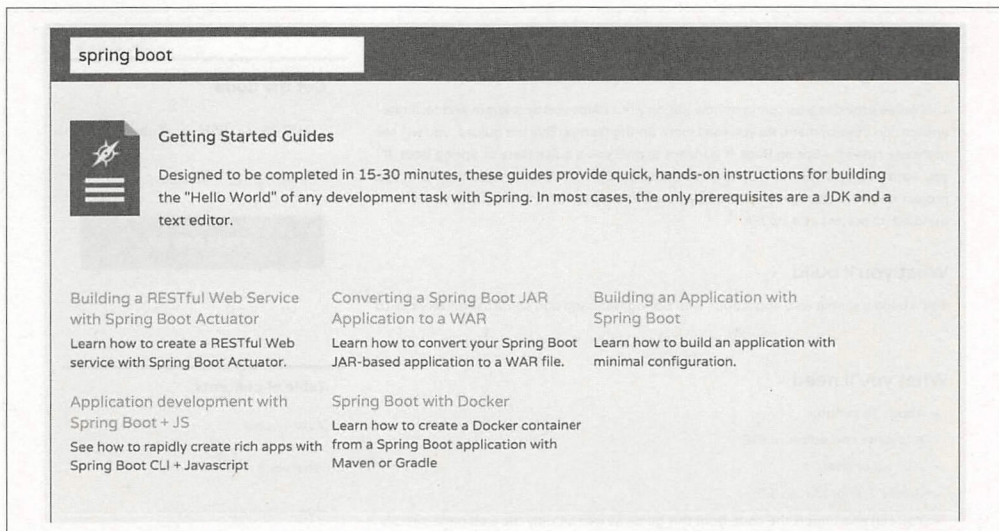 spring boot
Getting Started Guides
Designed to be completed in 15-30 minutes, these guides provide quick, hands-on instructions for building
the "Hello World" of any development task with Spring. In most cases, the only prerequisites are a JDK and a
text editor.
Building a RESTful Web Service
with Spring Boot Actuator
Learn how to create a RESTful Web
service with Spring Boot Actuator.
Converting a Spring Boot JAR
Application to a WAR
Learn how to convert your Spring Boot
JAR-based application to a WAR file.
Building an Application with
Spring Boot
Learn how to build an application with
minimal configuration.
Application development with
Spring Boot + JS
See how to rapidly create rich apps with
Spring Boot CLI + Javascript
Spring Boot with Docker
Learn how to create a Docker container
from a Spring Boot application with
Maven or Gradle